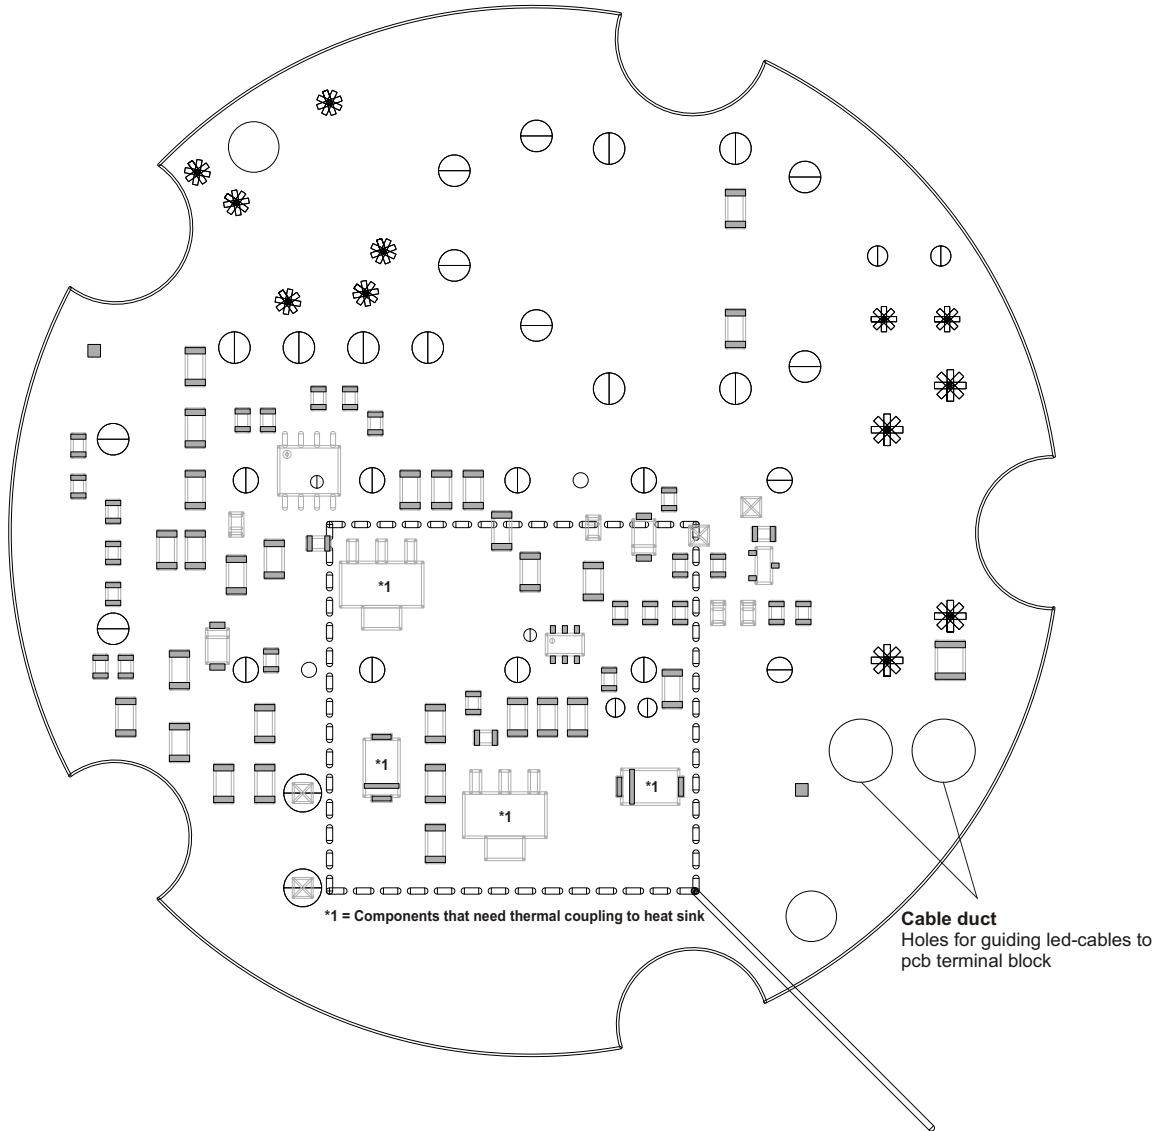 *1
*1
*1
*1
*1 = Components that need thermal coupling to heat sink
Cable duct
Holes for guiding led-cables to
pcb terminal block